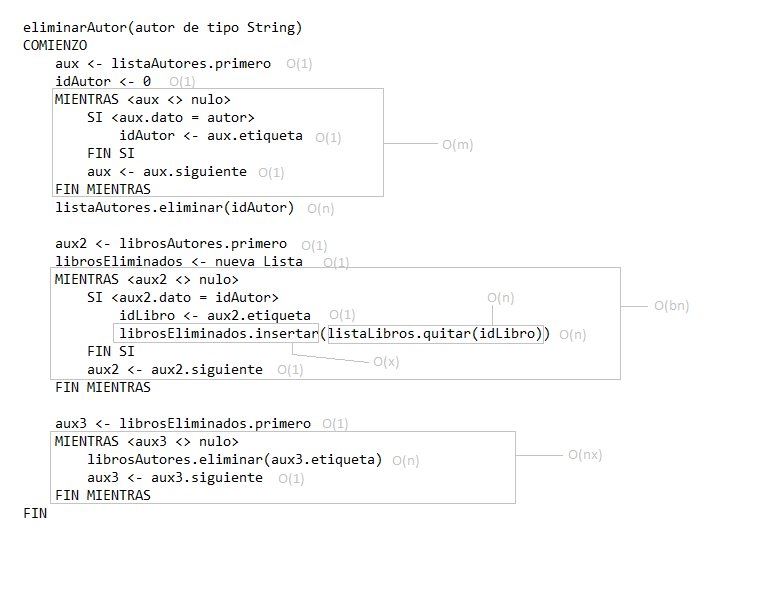 eliminarAutor(autor de tipo String)
COMIENZO
aux <- listaAutores.primero O(1)
idAutor <- 0 O(1)
MIENTRAS <aux <> nulo>
SI <aux.dato = autor>
idAutor <- aux.etiqueta O(1)
O(m)
FIN SI
aux <- aux.siguiente O(1)
FIN MIENTRAS
listaAutores.eliminar(idAutor) O(n)
aux2 <- librosAutores.primero O(1)
librosEliminados <- nueva Lista O(1)
MIENTRAS <aux2 <> nulo>
SI <aux2.dato = idAutor> O(n)
O(bn)
idLibro <- aux2.etiqueta O(1)
librosEliminados.insertar(listaLibros.quitar(idLibro)) O(n)
FIN SI O(x)
aux2 <- aux2.siguiente O(1)
FIN MIENTRAS
aux3 <- librosEliminados.primero O(1)
MIENTRAS <aux3 <> nulo>
O(nx)
librosAutores.eliminar(aux3.etiqueta) O(n)
aux3 <- aux3.siguiente O(1)
FIN MIENTRAS
FIN